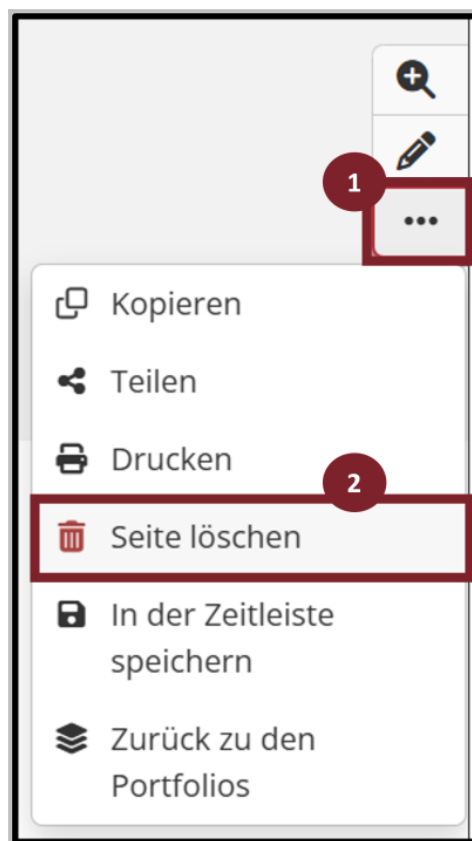 1
Kopieren
Teilen
Drucken
2
Seite löschen
In der Zeitleiste
speichern
Zurück zu den
Portfolios